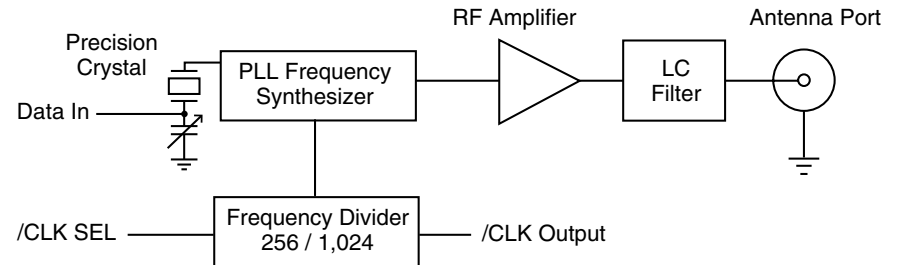 RF Amplifier
Antenna Port
Precision
Crystal
PLL Frequency
Synthesizer
LC
Filter
Data In
/CLK SEL
Frequency Divider
256 / 1,024
/CLK Output